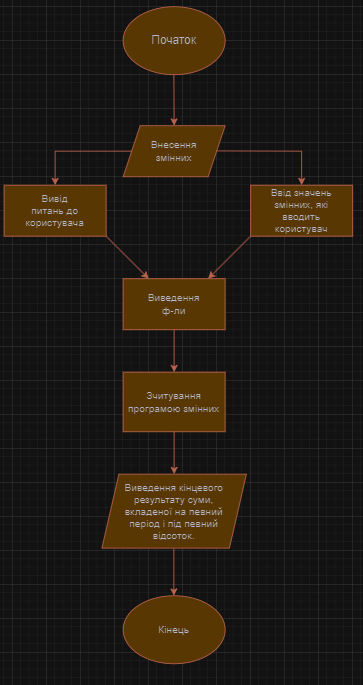 Початок
Внесення
змінних
Вивід
питань до
користувача
Ввід значень
змінних, які
вводить
користувач
Виведення
ф-ли
Зчитування
програмою змінних
Виведення кінцевого
результату суми,
вкладеної на певний
період і під певний
відсоток.
Кінець